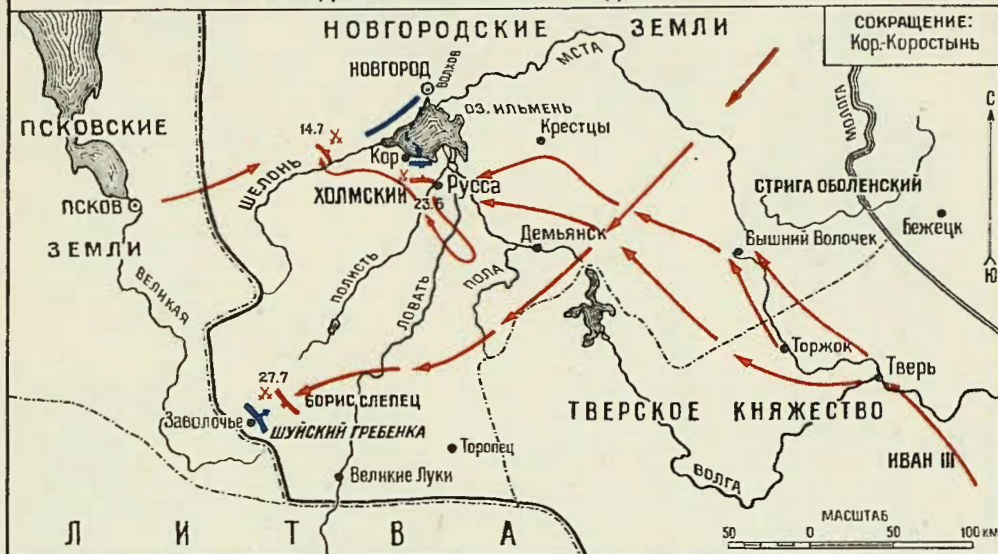 НОВГОРОДСКИЕ ЗЕМЛИ
СОКРАЩЕНИЕ:
Кор.-Коростынь
НОВГОРОД
ВОЛХОВ
МСТА
ОЗ. ИЛЬМЕНЬ
МОЛОГА
С
ПСКОВСКИЕ
14.7
Кор
Крестцы
ШЕЛОНЬ
ХОЛМСКИЙ
Русса
23.6
СТРИГА ОБОЛЕНСКИЙ
ПСКОВ
ЗЕМЛИ
Демьянск
Вышний Волочек
Бежецк
Ю
ВЕЛИКАЯ
ПОЛИСТЬ
ЛОВАТЬ
ПОЛА
Торжок
Тверь
27.7
БОРИС СЛЕПЕЦ
ТВЕРСКОЕ КНЯЖЕСТВО
Заволочье
ШУЙСКИЙ ГРЕБЕНКА
Торопец
ИВАН III
Великие Луки
ВОЛГА
ЛИТВА
МАСШТАБ
50 0 50 100 КМ